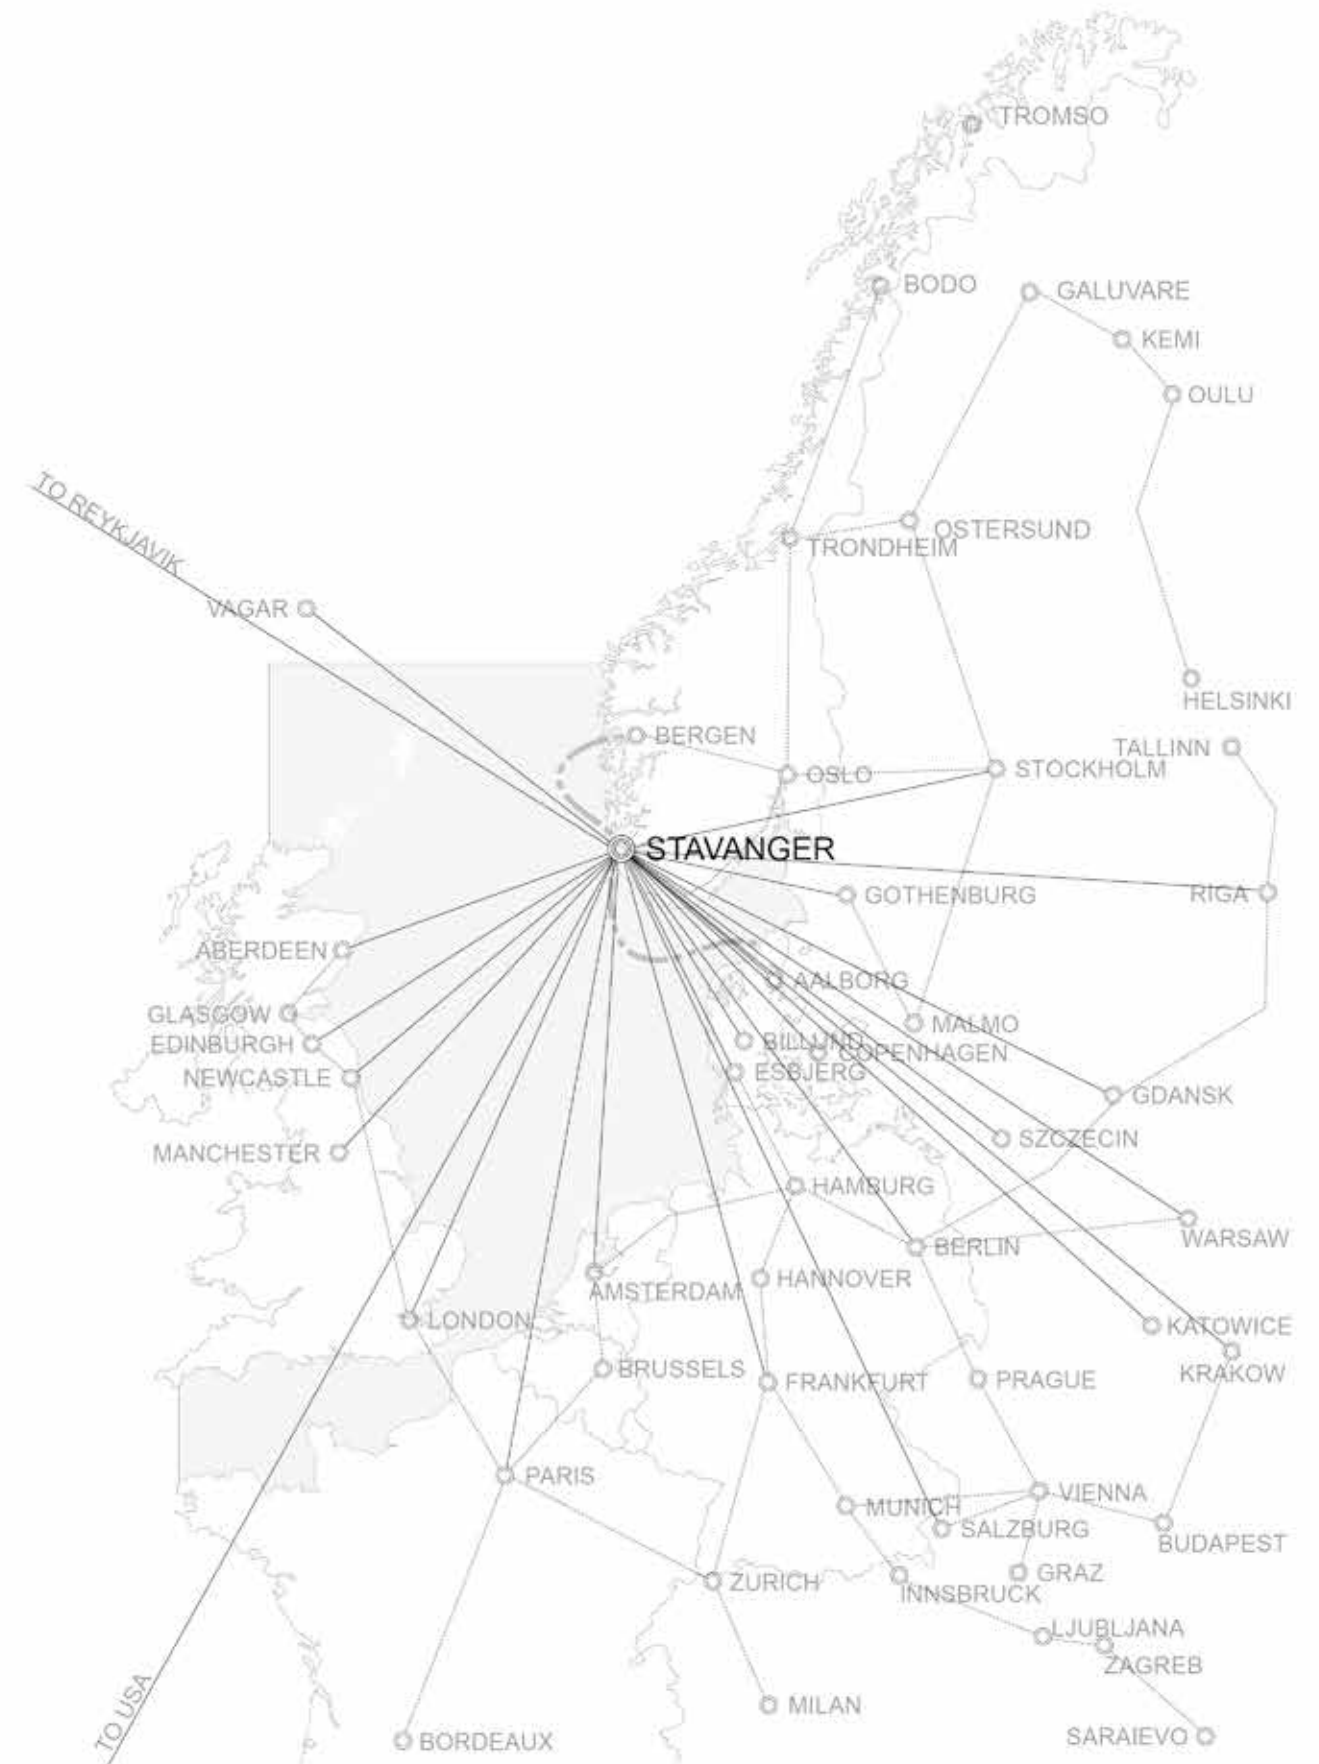 TROMSO
BODO
GALUVARE
KEMI
OULU
TO REYKJAVIK
OSTERSUND
TRONDHEIM
VAGAR
HELSINKI
BERGEN
TALLINN
OSLO
STOCKHOLM
STAVANGER
GOTHENBURG
RIGA
ABERDEEN
AALBORG
GLASGOW
MALMO
EDINBURGH
BILLUND
COPENHAGEN
NEWCASTLE
ESBJERG
GDANSK
SZCZECIN
MANCHESTER
HAMBURG
WARSAW
BERLIN
HANNOVER
AMSTERDAM
LONDON
KATOWICE
BRUSSELS
KRAKOW
FRANKFURT
PRAGUE
PARIS
VIENNA
MUNICH
SALZBURG
BUDAPEST
GRAZ
ZURICH
INNSBRUCK
LJUBLJANA
ZAGREB
TO USA
MILAN
SARAIEVO
BORDEAUX